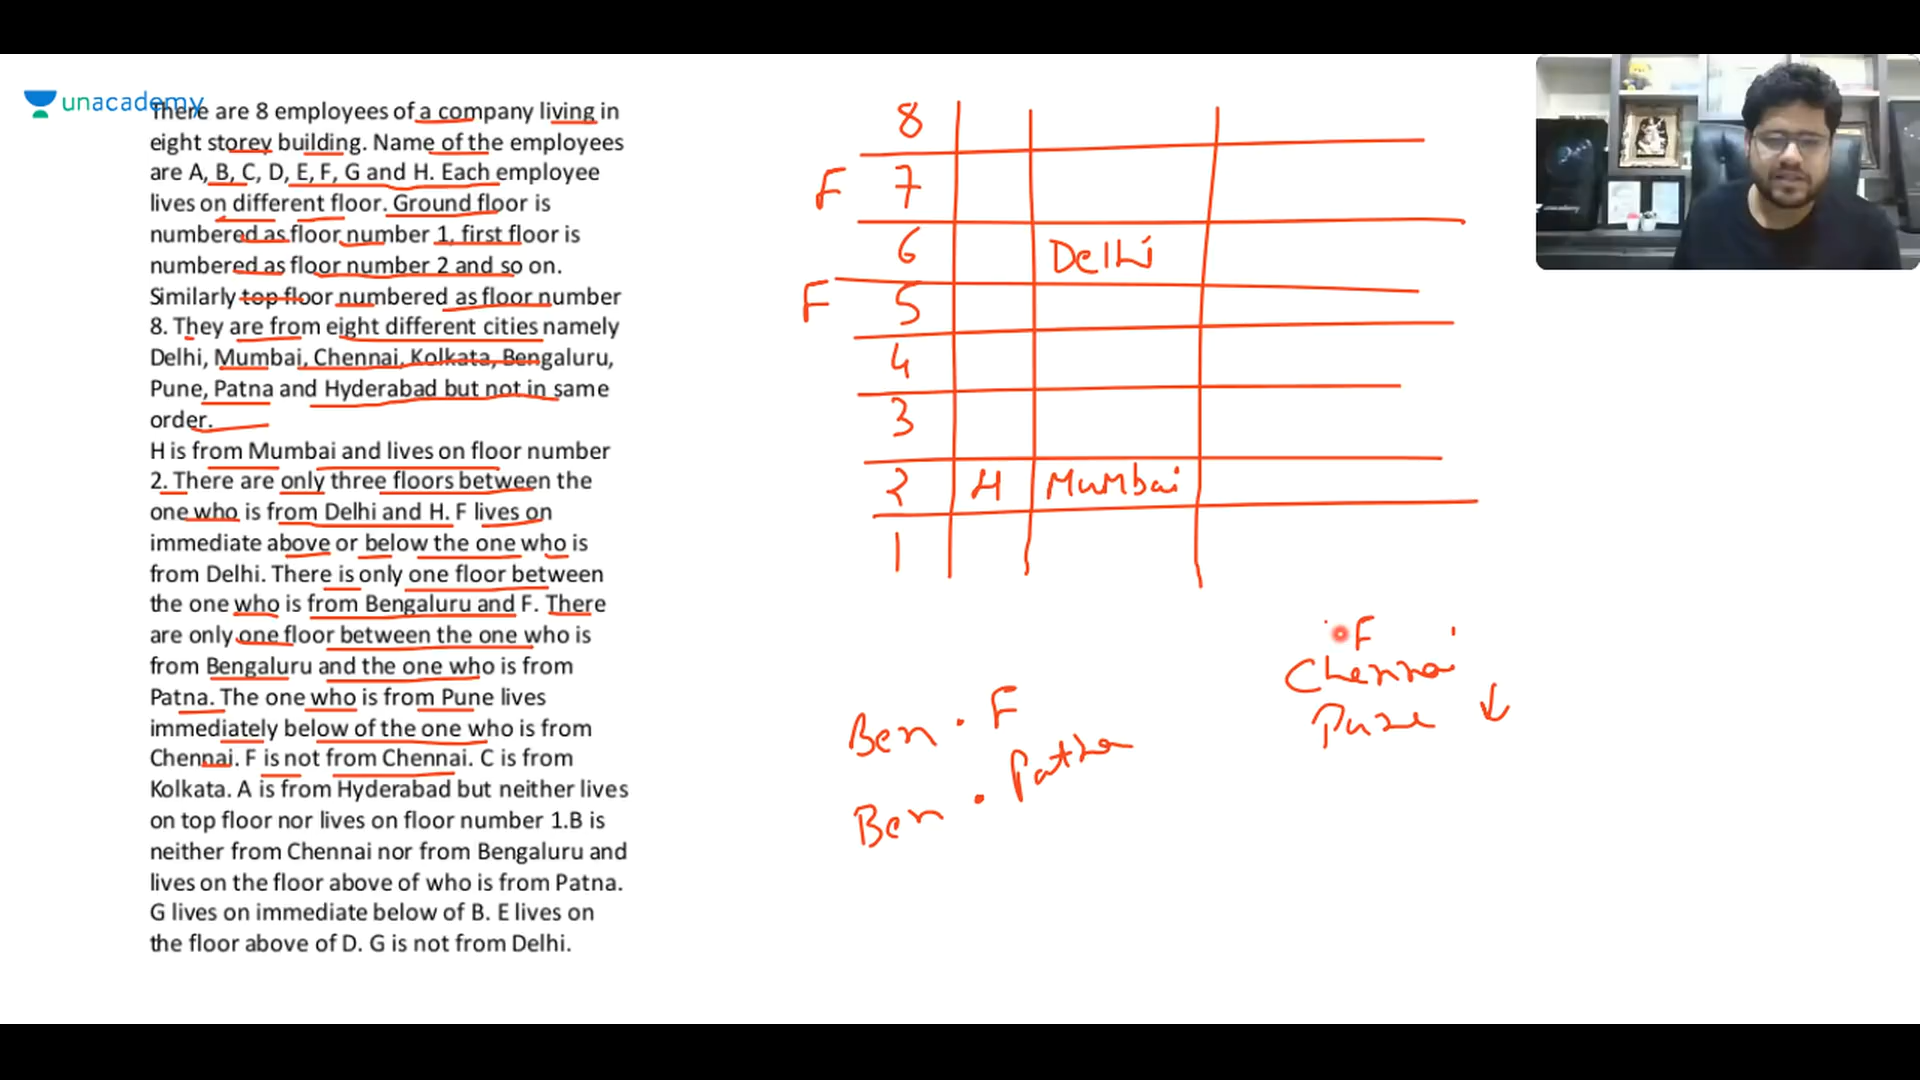 unacademy
There are 8 employees of a company living in
eight storey building. Name of the employees
are A, B, C, D, E, F, G and H. Each employee
lives on different floor. Ground floor is
numbered as floor number 1, first floor is
numbered as floor number 2 and so on.
Similarly top floor numbered as floor number
8. They are from eight different cities namely
Delhi, Mumbai, Chennai, Kolkata, Bengaluru,
Pune, Patna and Hyderabad but not in same
order.
H is from Mumbai and lives on floor number
2. There are only three floors between the
one who is from Delhi and H. F lives on
immediate above or below the one who is
from Delhi. There is only one floor between
the one who is from Bengaluru and F. There
are only one floor between the one who is
from Bengaluru and the one who is from
Patna. The one who is from Pune lives
immediately below of the one who is from
Chennai. F is not from Chennai. C is from
Kolkata. A is from Hyderabad but neither lives
on top floor nor lives on floor number 1.B is
neither from Chennai nor from Bengaluru and
lives on the floor above of who is from Patna.
G lives on immediate below of B. E lives on
the floor above of D. G is not from Delhi.
8
F 7
6 Delhi
F 5
4
3
2 H Mumbai
1
Ben . F
Ben . Patna
F
Chennai
Pune ↓